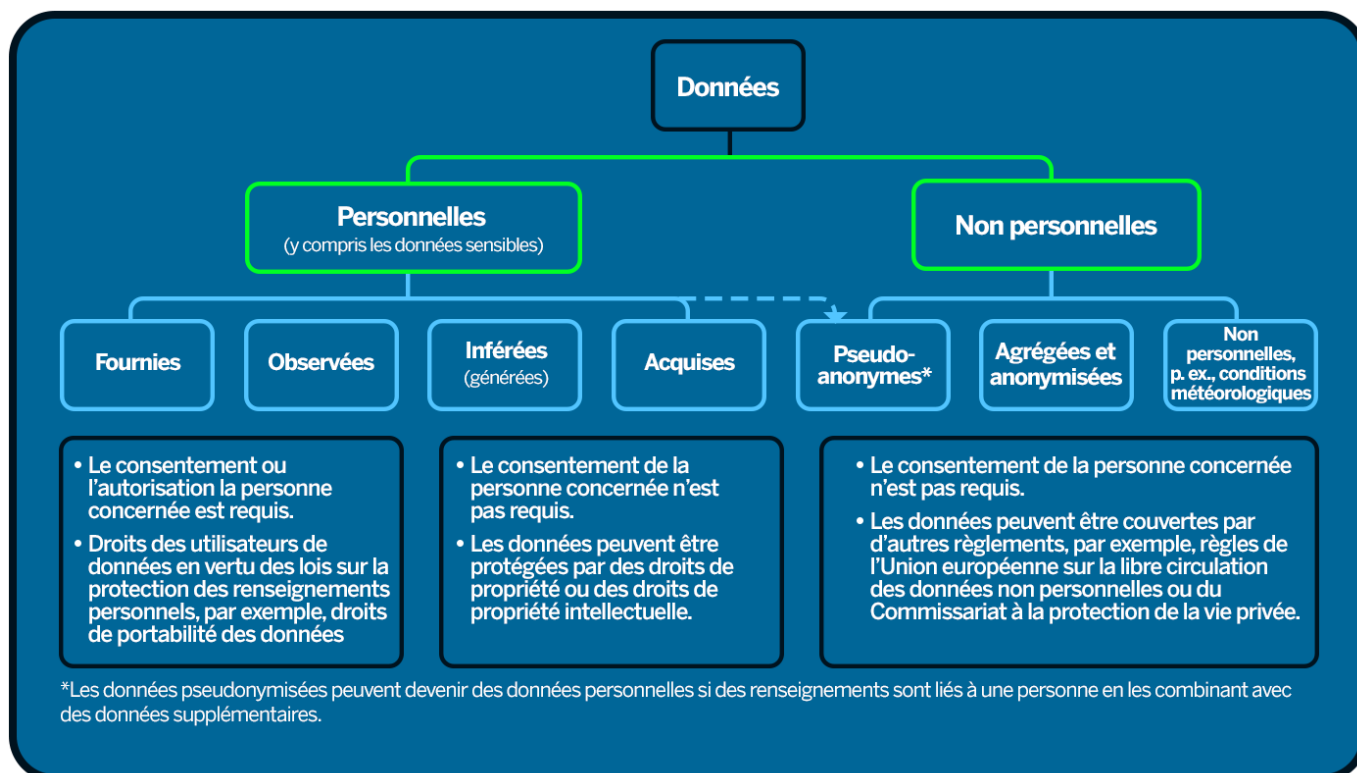 Données
Personnelles
(y compris les données sensibles)
Non personnelles
Fournies
Observées
Inférées
(générées)
Acquises
Pseudo-
anonymes*
Agrégées et
anonymisées
Non
personnelles,
p. ex., conditions
météorologiques
• Le consentement ou
l'autorisation la personne
concernée est requis.
• Droits des utilisateurs de
données en vertu des lois sur la
protection des renseignements
personnels, par exemple, droits
de portabilité des données
• Le consentement de la
personne concernée n'est
pas requis.
• Les données peuvent être
protégées par des droits de
propriété ou des droits de
propriété intellectuelle.
• Le consentement de la personne concernée
n'est pas requis.
• Les données peuvent être couvertes par
d'autres règlements, par exemple, règles de
l'Union européenne sur la libre circulation
des données non personnelles ou du
Commissariat à la protection de la vie privée.
*Les données pseudonymisées peuvent devenir des données personnelles si des renseignements sont liés à une personne en les combinant avec
des données supplémentaires.